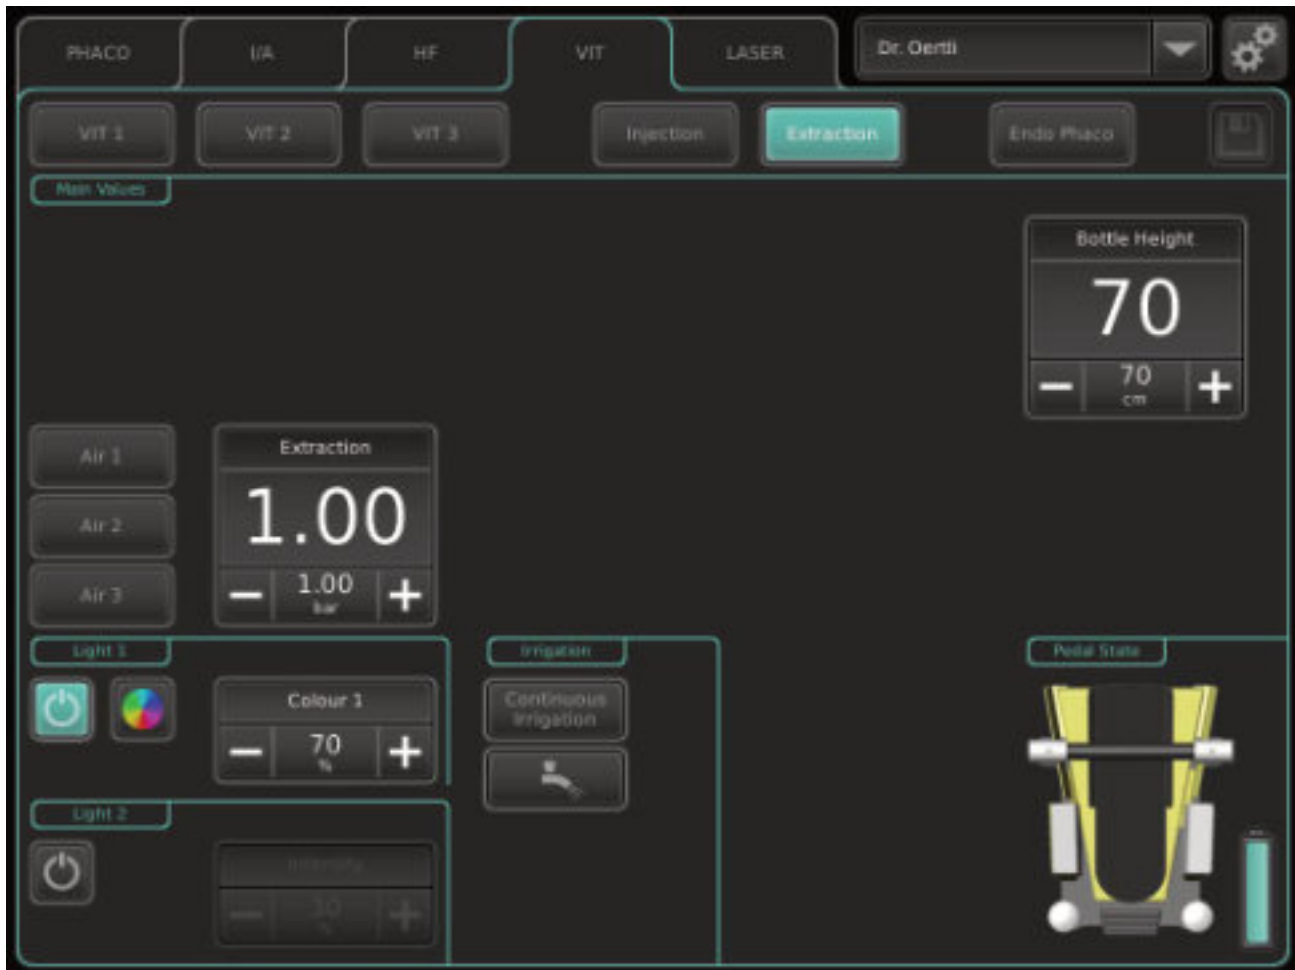 PHACO
I/A
HF
VIT
LASER
Dr. Oertli
VIT 1
VIT 2
VIT 3
Injection
Extraction
Endo Phaco
Main Values
Bottle Height
70
70
cm
Air 1
Air 2
Air 3
Extraction
1.00
1.00
bar
Light 1
Colour 1
70
%
Irrigation
Continuous
Irrigation
Pedal State
Light 2
Intensity
30
%